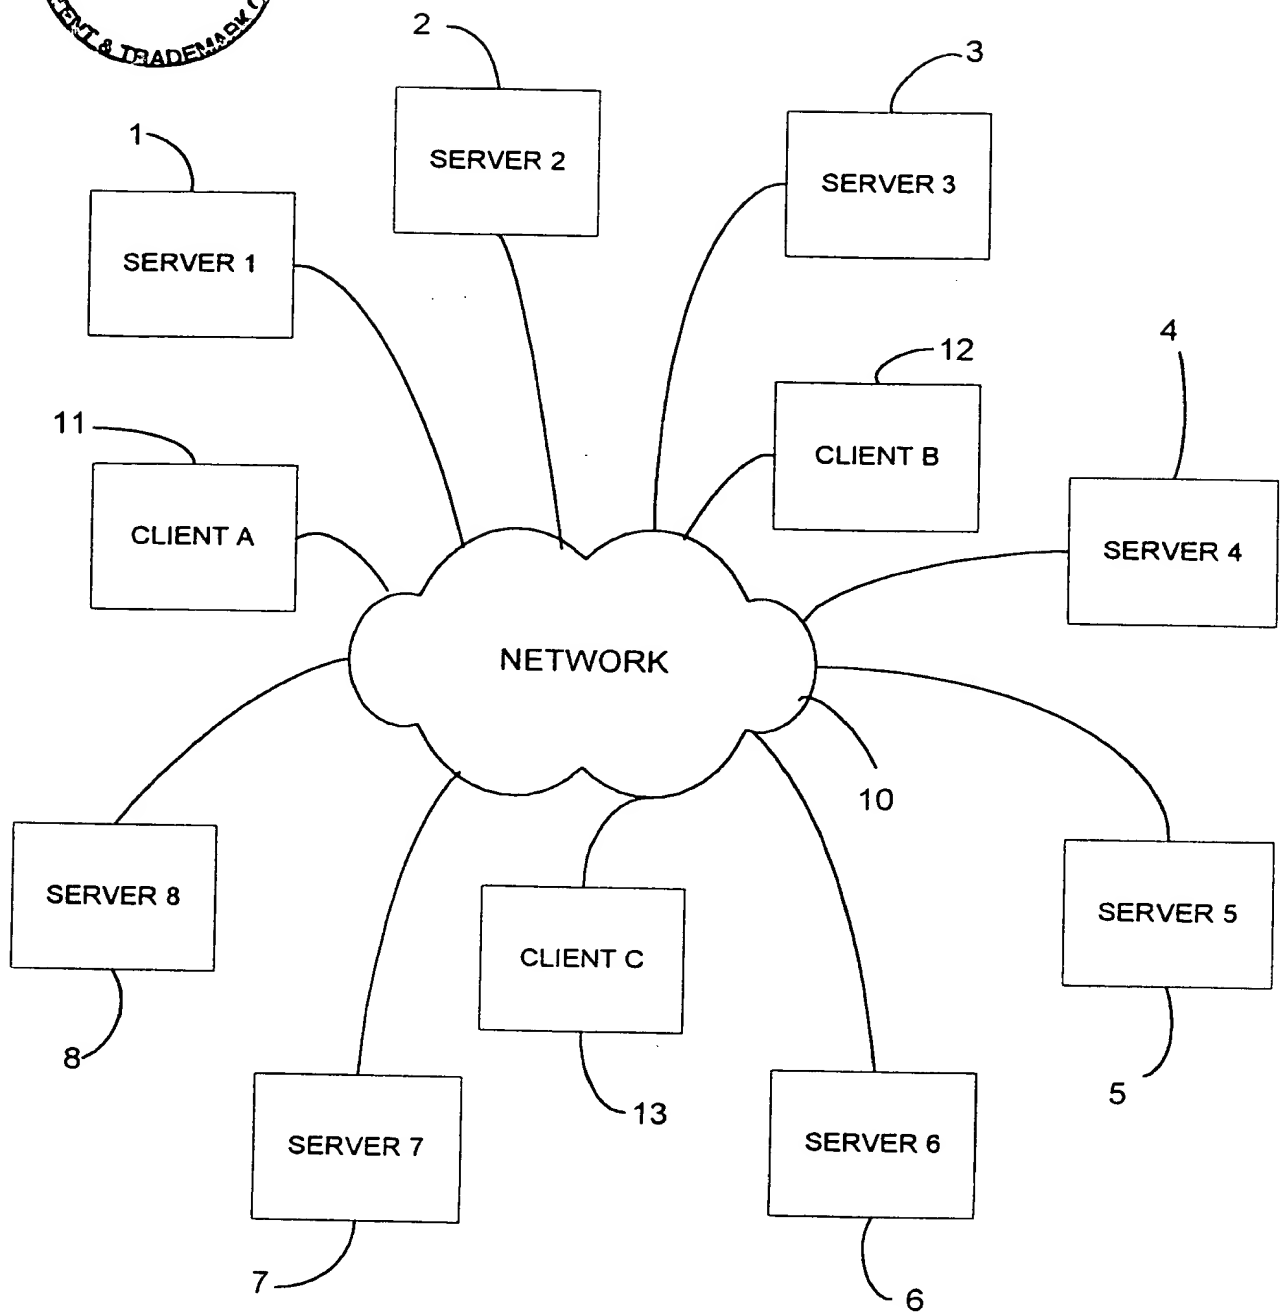 & TRADEMARK
2
3
1
SERVER 2
SERVER 3
SERVER 1
4
12
11
CLIENT B
CLIENT A
SERVER 4
NETWORK
10
SERVER 8
SERVER 5
CLIENT C
8
5
13
SERVER 7
SERVER 6
7
6